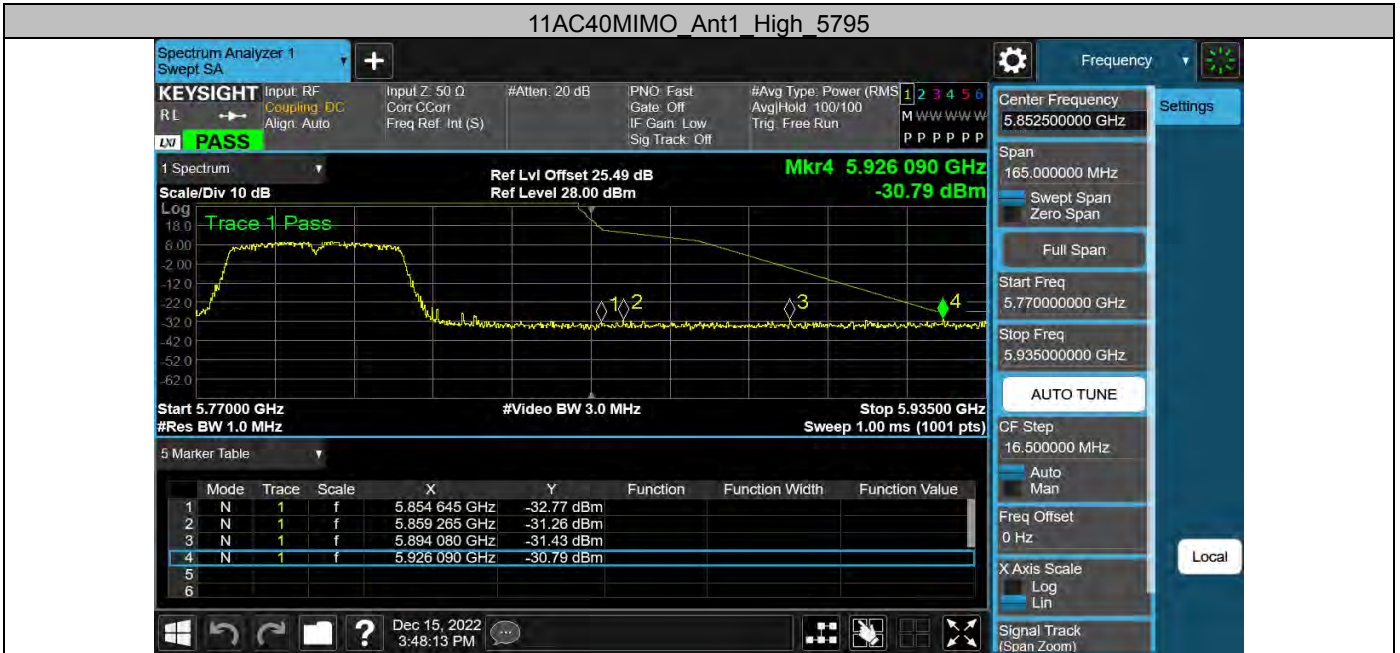 11AC40MIMO_Ant1_High_5795
Spectrum Analyzer 1
Swept SA
Frequency
KEYSIGHT
RL
LXI
PASS
Input: RF
Coupling: DC
Align: Auto
Input Z: 50 Ω
Corr CCorr
Freq Ref: Int (S)
#Atten: 20 dB
PNO: Fast
Gate: Off
IF Gain: Low
Sig Track: Off
#Avg Type: Power (RMS
Avg|Hold: 100/100
Trig: Free Run
1 2 3 4 5 6
M W W W W W
P P P P P P
1 Spectrum
Scale/Div 10 dB
Ref Lvl Offset 25.49 dB
Ref Level 28.00 dBm
Mkr4 5.926 090 GHz
-30.79 dBm
Log
Trace 1 Pass
18.0
8.00
-2.00
-12.0
-22.0
-32.0
-42.0
-52.0
-62.0
1
2
3
4
Start 5.77000 GHz
#Video BW 3.0 MHz
Stop 5.93500 GHz
#Res BW 1.0 MHz
Sweep 1.00 ms (1001 pts)
5 Marker Table
Mode Trace Scale X Y Function Function Width Function Value
1 N 1 f 5.854 645 GHz -32.77 dBm
2 N 1 f 5.859 265 GHz -31.26 dBm
3 N 1 f 5.894 080 GHz -31.43 dBm
4 N 1 f 5.926 090 GHz -30.79 dBm
5
6
?
Dec 15, 2022
3:48:13 PM
Center Frequency
5.852500000 GHz
Settings
Span
165.000000 MHz
Swept Span
Zero Span
Full Span
Start Freq
5.770000000 GHz
Stop Freq
5.935000000 GHz
AUTO TUNE
CF Step
16.500000 MHz
Auto
Man
Freq Offset
0 Hz
Local
X Axis Scale
Log
Lin
Signal Track
(Span Zoom)